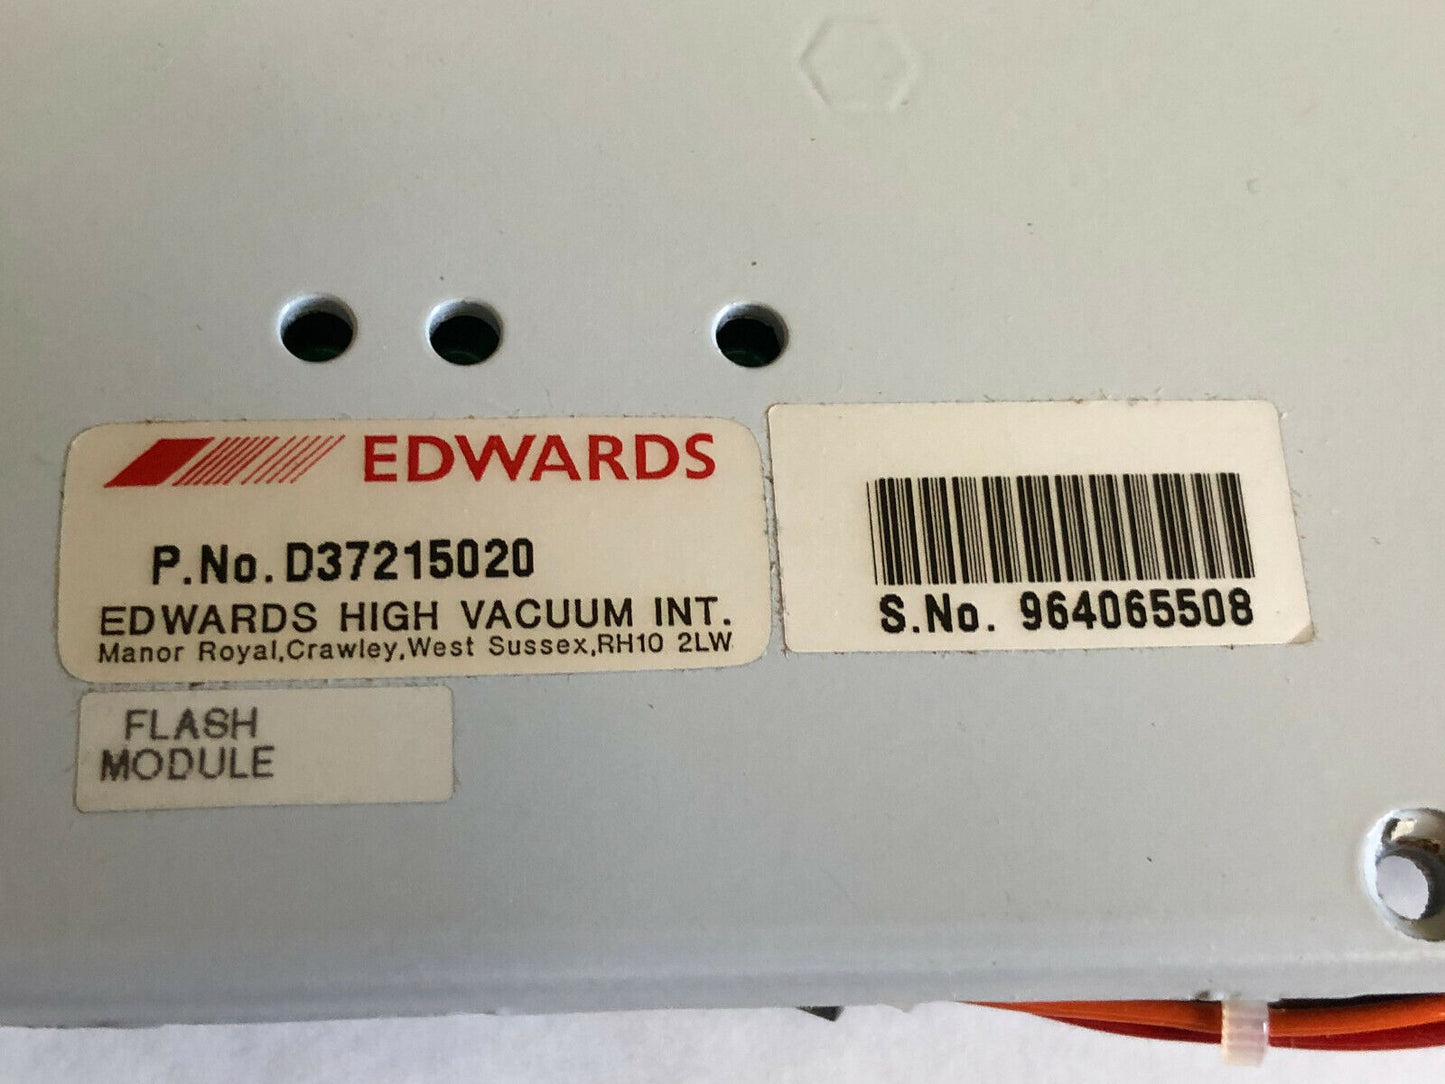 EDWARDS
P.No. D37215020
EDWARDS HIGH VACUUM INT.
Manor Royal,Crawley,West Sussex,RH10 2LW
S.No. 964065508
FLASH
MODULE